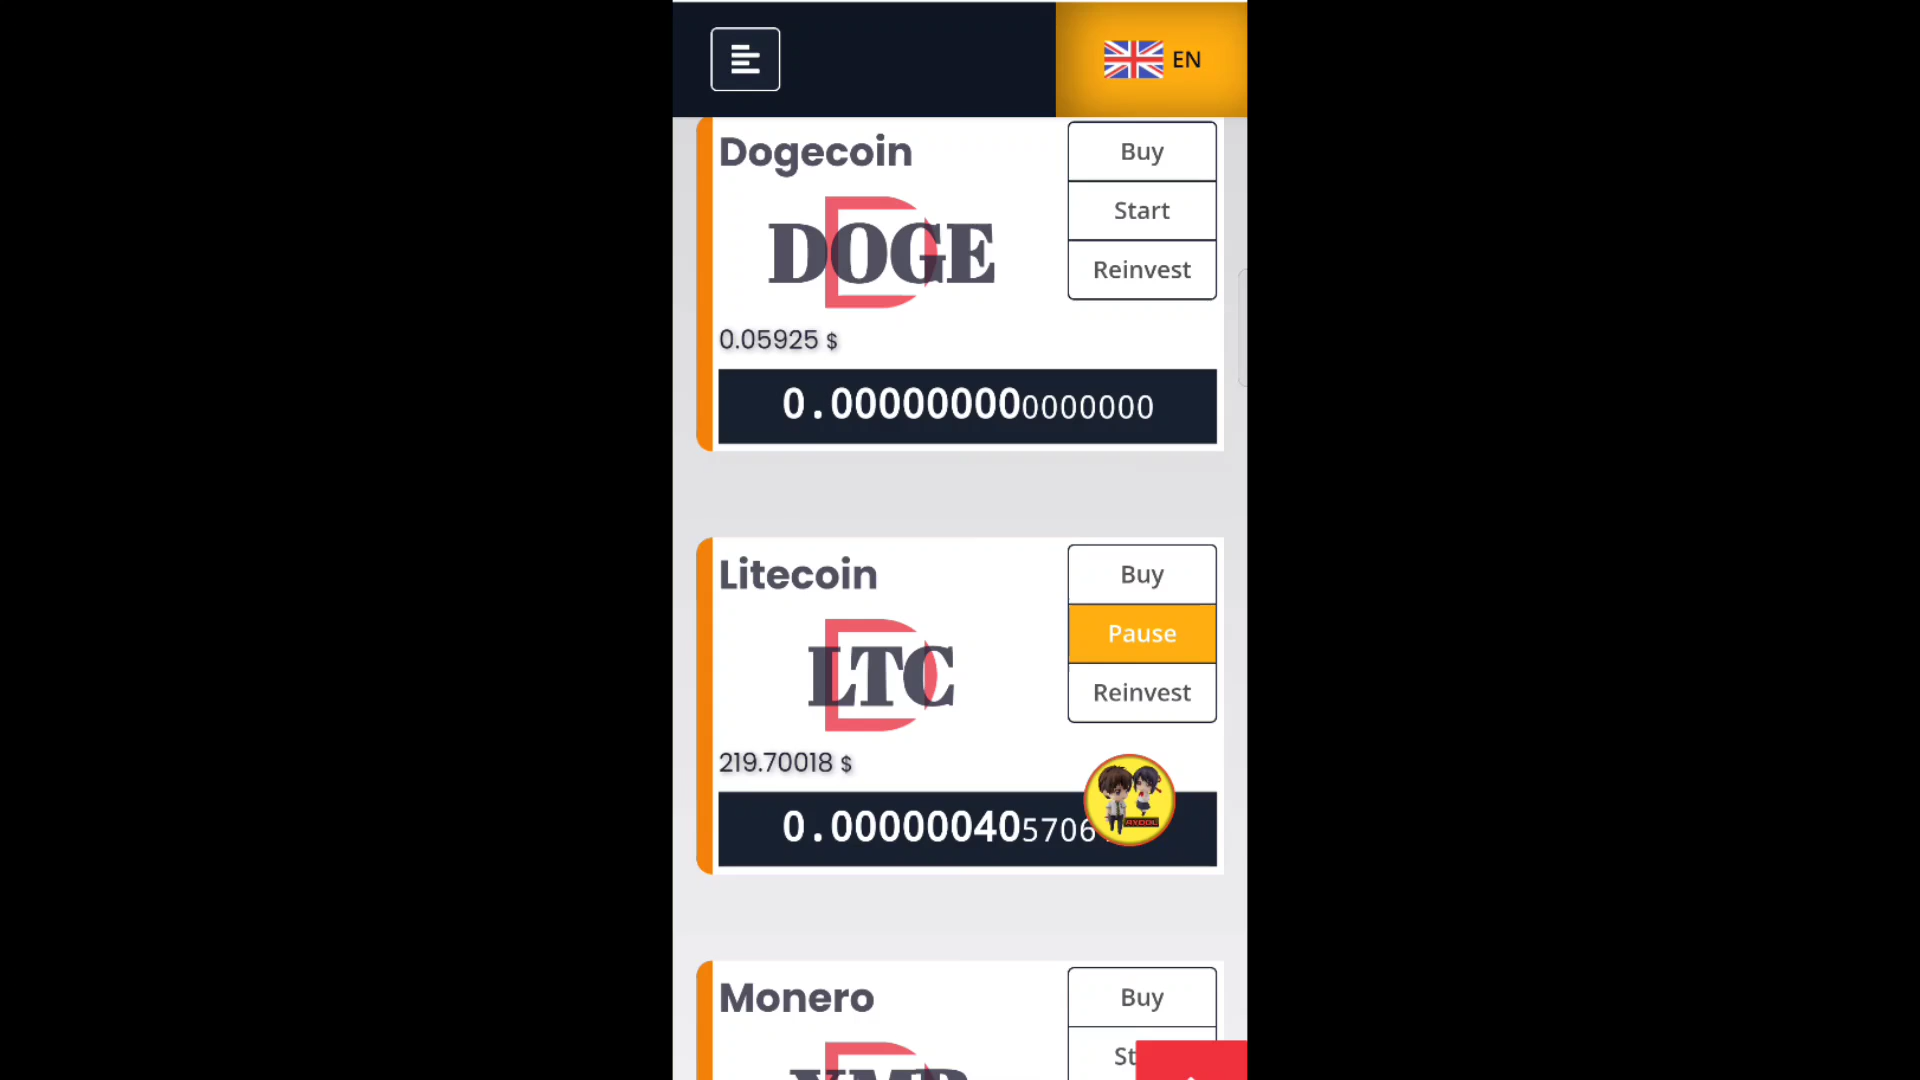 EN
Dogecoin
Buy
Start
Reinvest
DOGE
0.05925 $
0.000000000000000
Litecoin
Buy
Pause
Reinvest
LTC
219.70018 $
0.000000405706
Monero
Buy
XMR